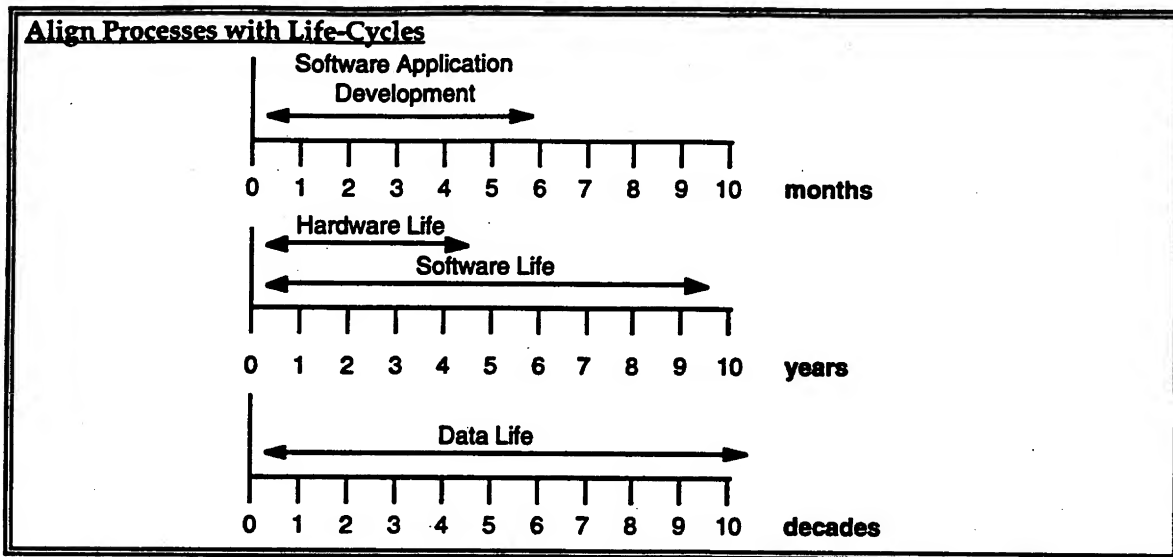 Align Processes with Life-Cycles
Software Application
Development
0 1 2 3 4 5 6 7 8 9 10 months
Hardware Life
Software Life
0 1 2 3 4 5 6 7 8 9 10 years
Data Life
0 1 2 3 4 5 6 7 8 9 10 decades